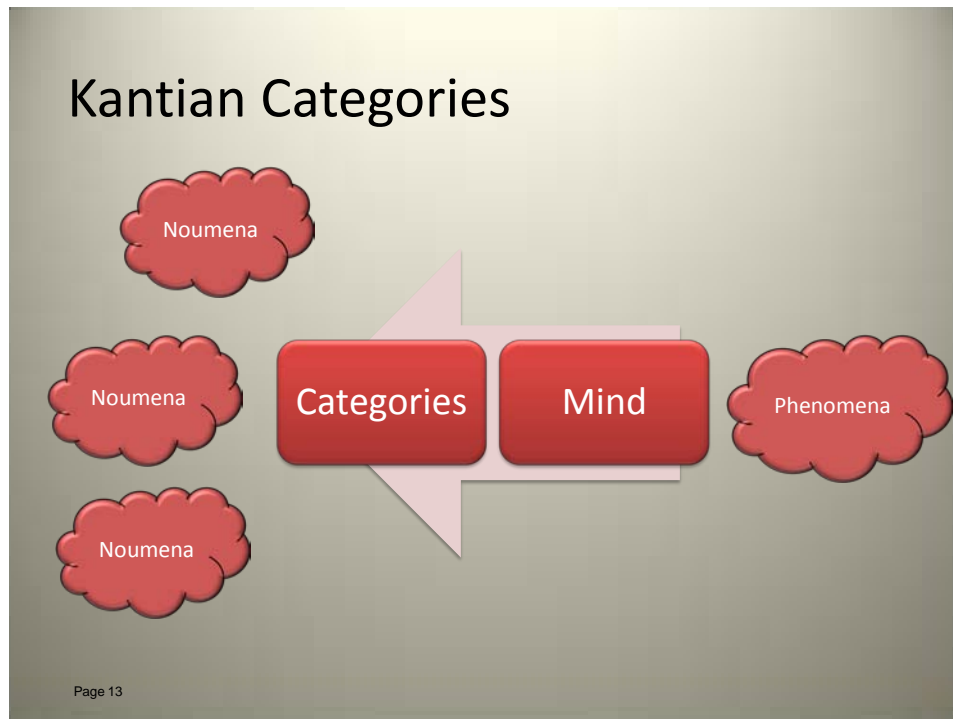 Kantian Categories
Noumena
Noumena
Categories
Mind
Phenomena
Noumena
Page 13